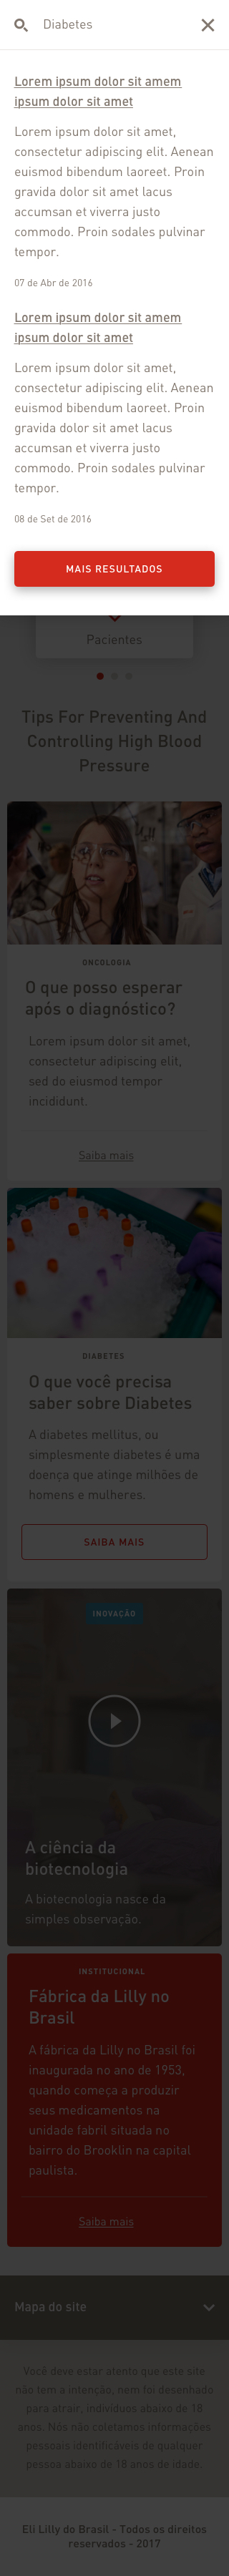 Diabetes
Lorem ipsum dolor sit amem
ipsum dolor sit amet
Lorem ipsum dolor sit amet,
consectetur adipiscing elit. Aenean
euismod bibendum laoreet. Proin
gravida dolor sit amet lacus
accumsan et viverra justo
commodo. Proin sodales pulvinar
tempor.
07 de Abr de 2016
Lorem ipsum dolor sit amem
ipsum dolor sit amet
Lorem ipsum dolor sit amet,
consectetur adipiscing elit. Aenean
euismod bibendum laoreet. Proin
gravida dolor sit amet lacus
accumsan et viverra justo
commodo. Proin sodales pulvinar
tempor.
08 de Set de 2016
MAIS RESULTADOS
Pacientes
Tips For Preventing And
Controlling High Blood
Pressure
ONCOLOGIA
O que posso esperar
após o diagnóstico?
Lorem ipsum dolor sit amet,
consectetur adipiscing elit,
sed do eiusmod tempor
incididunt.
Saiba mais
DIABETES
O que você precisa
saber sobre Diabetes
A diabetes mellitus, ou
simplesmente diabetes é uma
doença que atinge milhões de
homens e mulheres.
SAIBA MAIS
INOVAÇÃO
A ciência da
biotecnologia
A biotecnologia nasce da
simples observação.
INSTITUCIONAL
Fábrica da Lilly no
Brasil
A fábrica da Lilly no Brasil foi
inaugurada no ano de 1953,
quando começa a produzir
seus medicamentos na
unidade fabril situada no
bairro do Brooklin na capital
paulista.
Saiba mais
Mapa do site
Você deve estar atento que este site
não tem a intenção, nem foi desenhado
para atrair, indivíduos abaixo de 18
anos. Nós não coletamos informações
pessoais identificáveis de qualquer
pessoa abaixo de 18 anos de idade.
Eli Lilly do Brasil - Todos os direitos
reservados - 2017